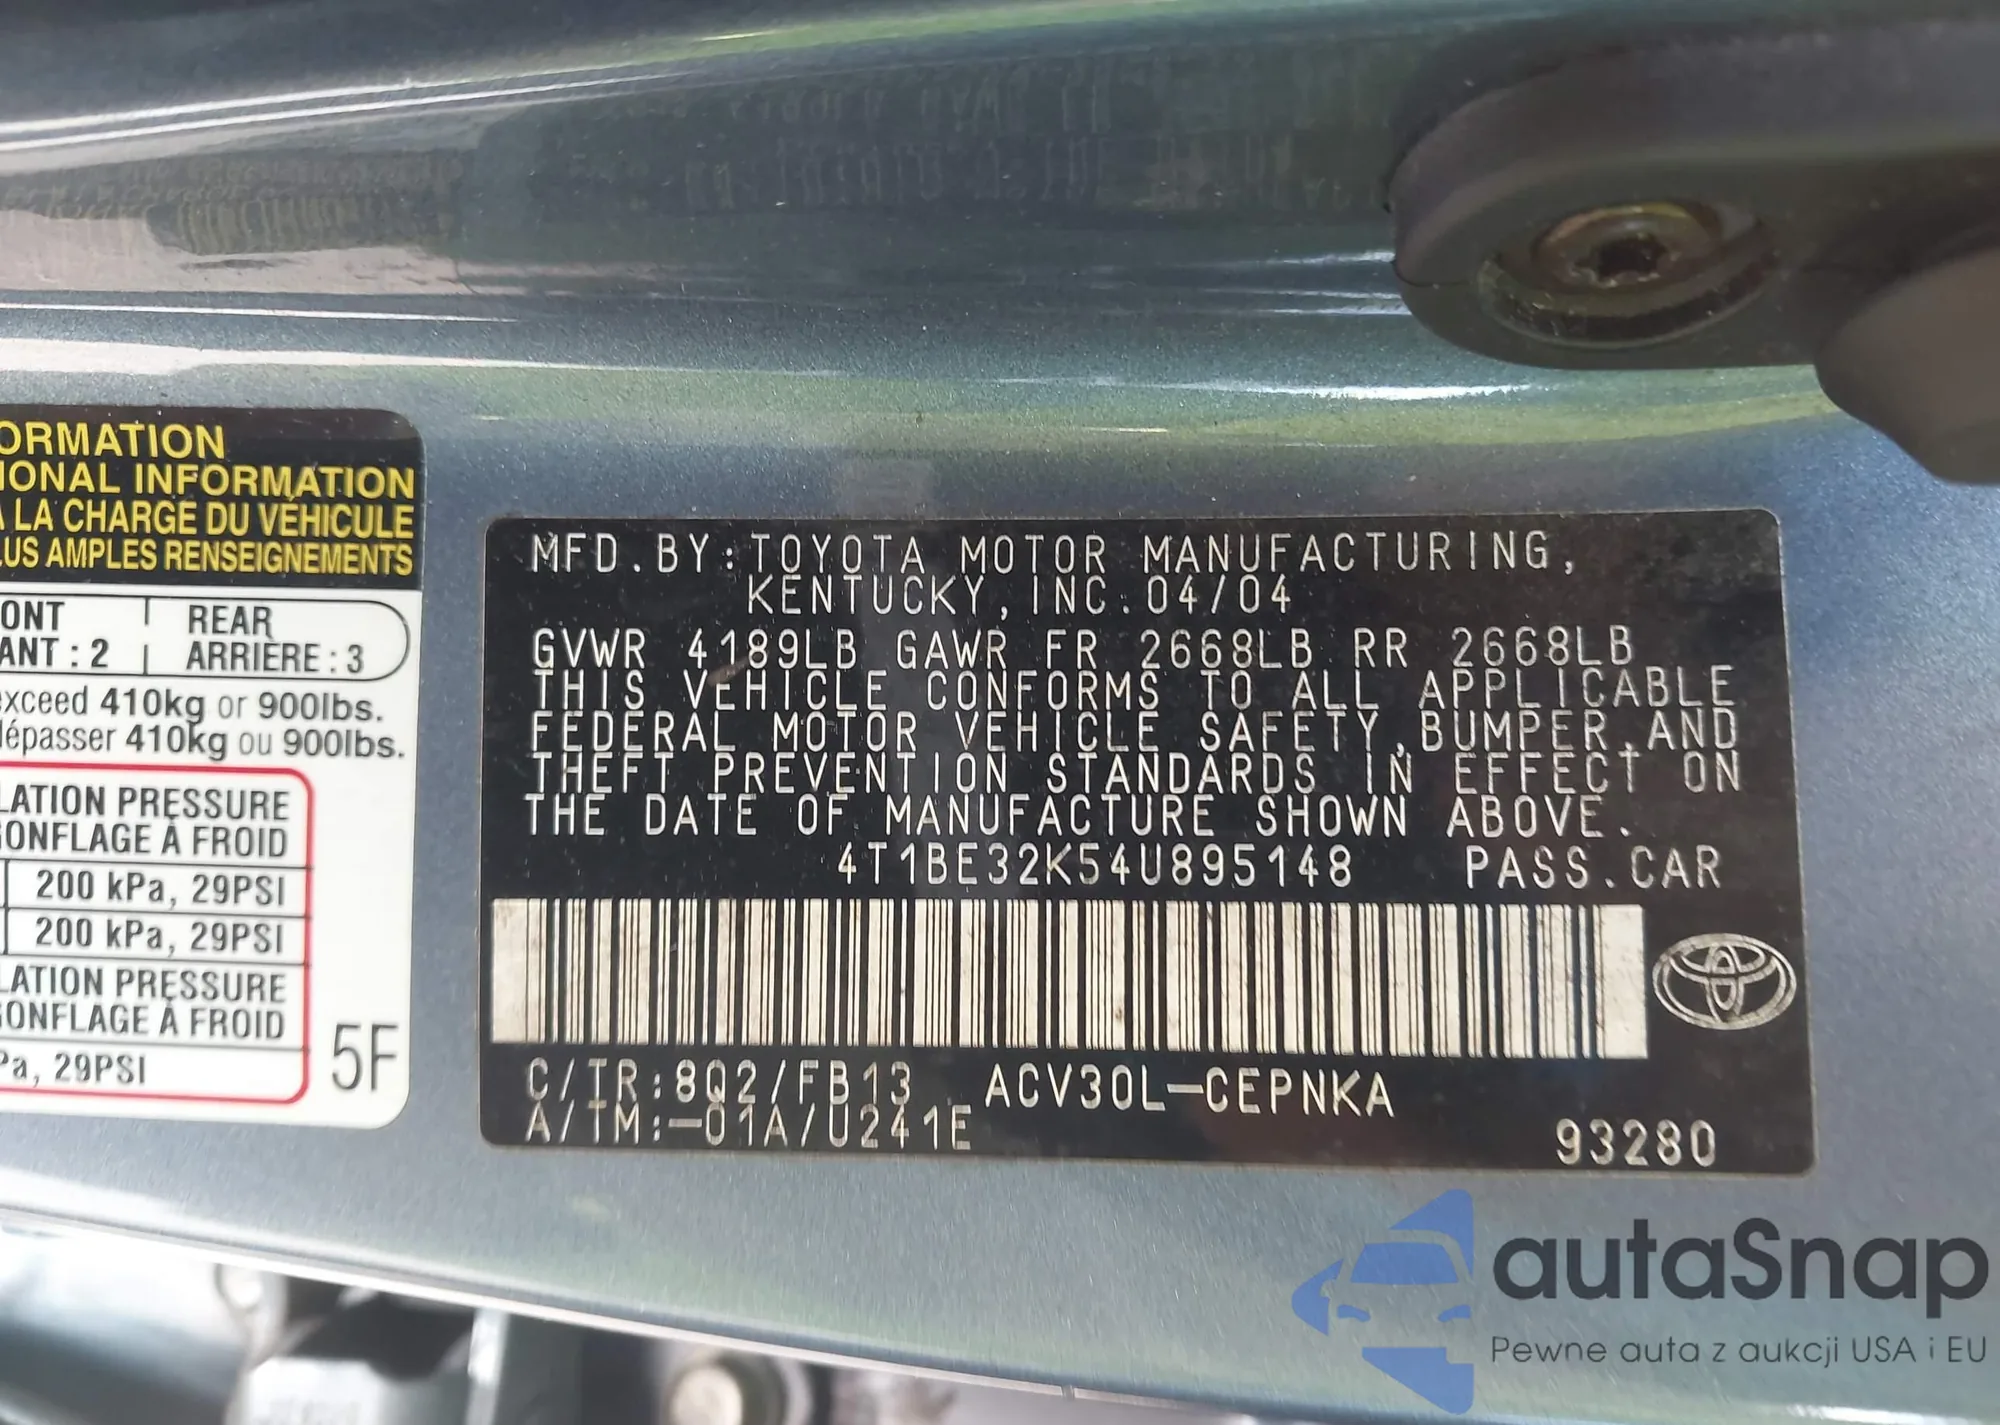 ORMATION
IONAL INFORMATION
À LA CHARGE DU VÉHICULE
LUS AMPLES RENSEIGNEMENTS
ONT REAR
ANT : 2 ARRIÈRE : 3
exceed 410kg or 900lbs.
dépasser 410kg ou 900lbs.
LATION PRESSURE
GONFLAGE À FROID
200 kPa, 29PSI
200 kPa, 29PSI
LATION PRESSURE
GONFLAGE À FROID
Pa, 29PSI
5F
MFD. BY: TOYOTA MOTOR MANUFACTURING,
KENTUCKY, INC. 04/04
GVWR 4189LB GAWR FR 2668LB RR 2668LB
THIS VEHICLE CONFORMS TO ALL APPLICABLE
FEDERAL MOTOR VEHICLE SAFETY, BUMPER, AND
THEFT PREVENTION STANDARDS IN EFFECT ON
THE DATE OF MANUFACTURE SHOWN ABOVE.
4T1BE32K54U895148 PASS. CAR
C/TR: 8Q2/FB13 ACV30L-CEPNKA
A/TM:-01A/U241E
93280
autaSnap
Pewne auta z aukcji USA i EU